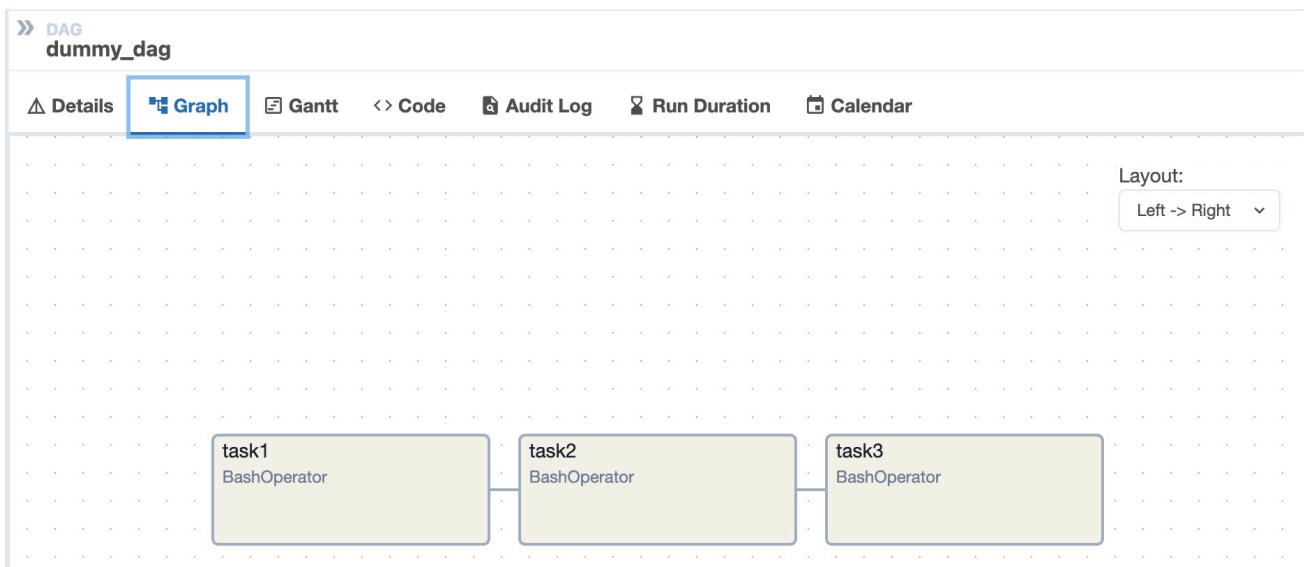 DAG
dummy_dag
Details Graph Gantt Code Audit Log Run Duration Calendar
Layout:
Left -> Right
task1 task2 task3
BashOperator BashOperator BashOperator